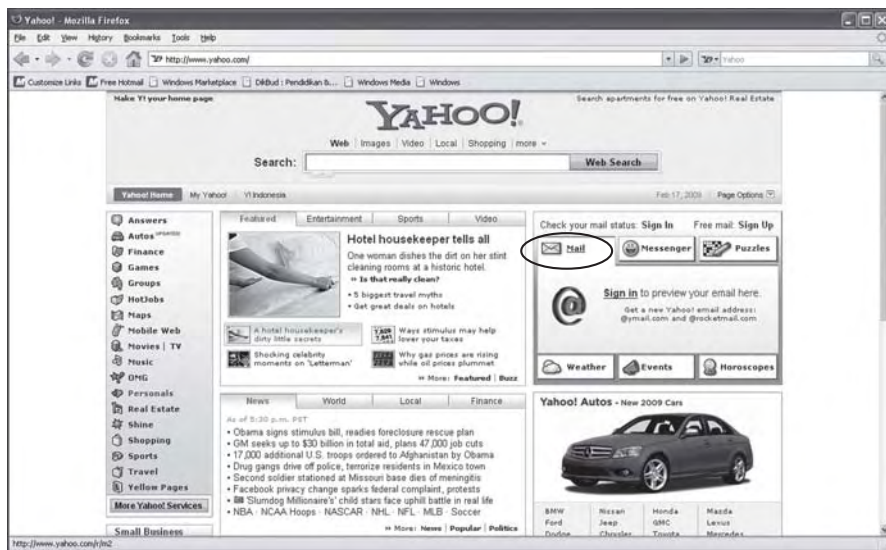 Yahoo! - Mozilla Firefox
File Edit View History Bookmarks Tools Help
http://www.yahoo.com/ Yahoo
Customize Links Free Hotmail Windows Marketplace DikBud : Pendidikan &... Windows Media Windows
Make Y! your home page
Search apartments for free on Yahoo! Real Estate
YAHOO!
Web Images Video Local Shopping more
Search: Web Search
Yahoo! Home My Yahoo! Y! Indonesia Feb 17, 2009 Page Options
Answers
Autos UPDATED
Finance
Games
Groups
HotJobs
Maps
Mobile Web
Movies | TV
Music
OMG
Personals
Real Estate
Shine
Shopping
Sports
Travel
Yellow Pages
More Yahoo! Services
Small Business
Featured Entertainment Sports Video
Hotel housekeeper tells all
One woman dishes the dirt on her stint
cleaning rooms at a historic hotel.
» Is that really clean?
• 5 biggest travel myths
• Get great deals on hotels
A hotel housekeeper's
dirty little secrets
Ways stimulus may help
lower your taxes
Shocking celebrity
moments on 'Letterman'
Why gas prices are rising
while oil prices plummet
» More: Featured | Buzz
News World Local Finance
As of 5:30 p.m. PST
• Obama signs stimulus bill, readies foreclosure rescue plan
• GM seeks up to $30 billion in total aid, plans 47,000 job cuts
• 17,000 additional U.S. troops ordered to Afghanistan by Obama
• Drug gangs drive off police, terrorize residents in Mexico town
• Second soldier stationed at Missouri base dies of meningitis
• Facebook privacy change sparks federal complaint, protests
• 'Slumdog Millionaire's' child stars face uphill battle in real life
• NBA · NCAA Hoops · NASCAR · NHL · NFL · MLB · Soccer
» More: News | Popular | Politics
Check your mail status: Sign In Free mail: Sign Up
Mail Messenger Puzzles
Sign in to preview your email here.
Get a new Yahoo! email address:
@ymail.com and @rocketmail.com
Weather Events Horoscopes
Yahoo! Autos - New 2009 Cars
BMW Nissan Honda Mazda
Ford Jeep GMC Lexus
Dodge Chrysler Toyota Mercedes
http://www.yahoo.com/r/m2